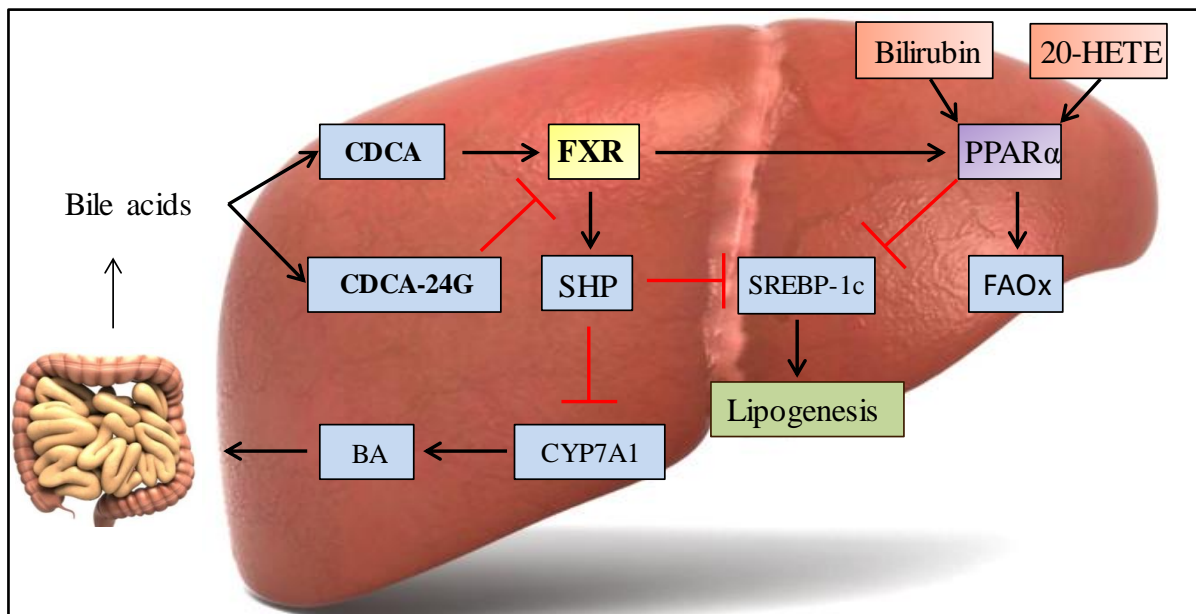 Bilirubin
20-HETE
CDCA
FXR
PPARα
Bile acids
CDCA-24G
SHP
SREBP-1c
FAOx
Lipogenesis
BA
CYP7A1